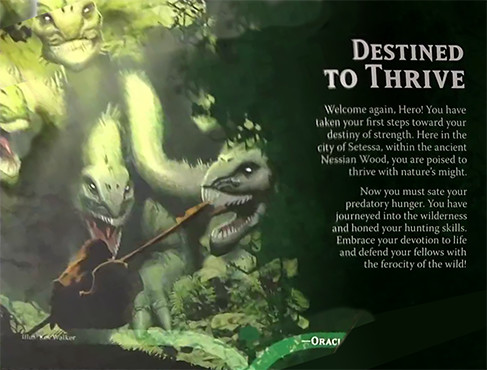 DESTINED
TO THRIVE
Welcome again, Hero! You have
taken your first steps toward your
destiny of strength. Here in the
city of Setessa, within the ancient
Nessian Wood, you are poised to
thrive with nature's might.
Now you must sate your
predatory hunger. You have
journeyed into the wilderness
and honed your hunting skills.
Embrace your devotion to life
and defend your fellows with
the ferocity of the wild!
Walker
—ORAC